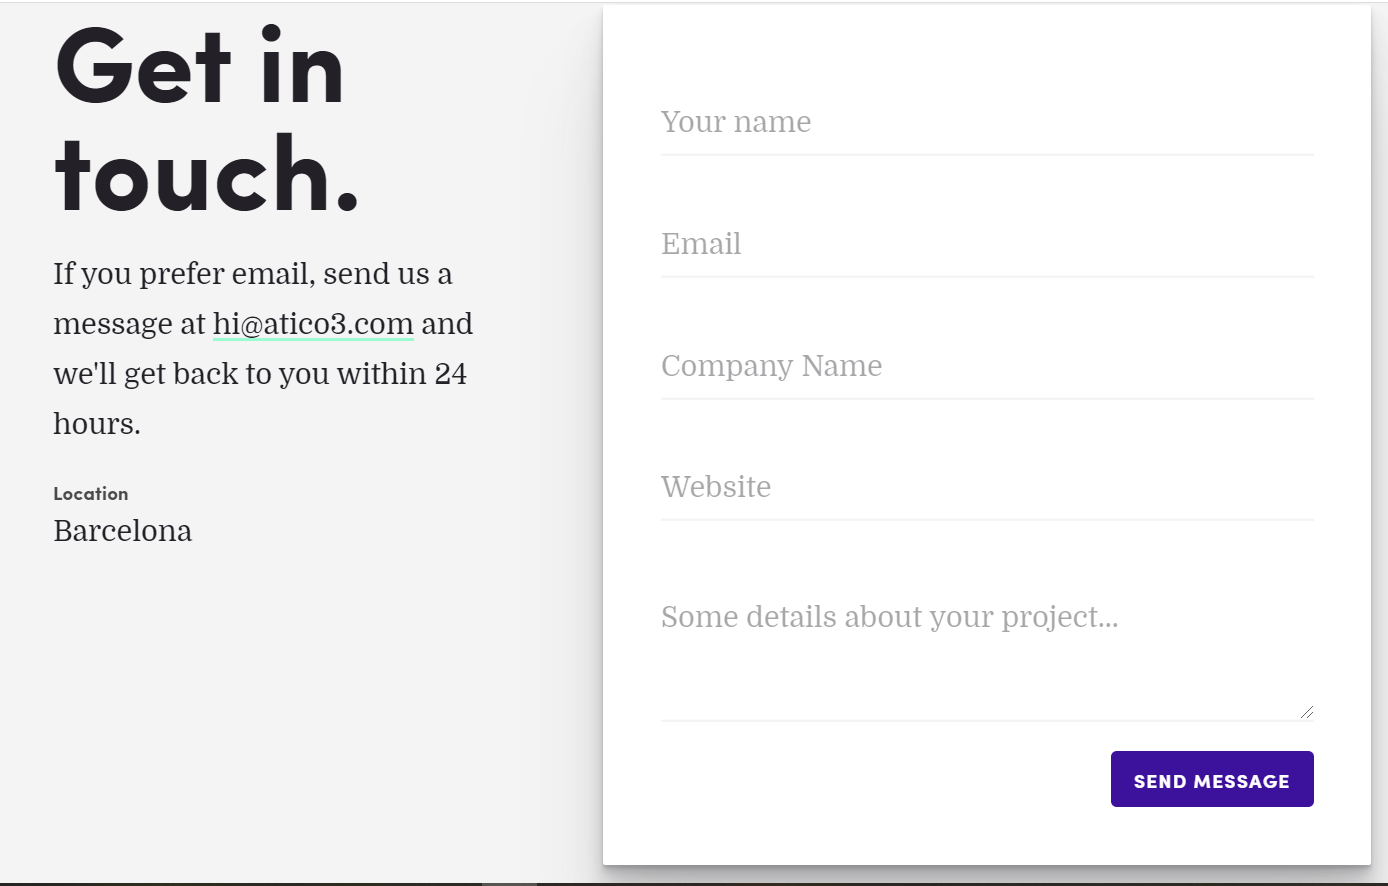 Get in
touch.
If you prefer email, send us a
message at hi@atico3.com and
we'll get back to you within 24
hours.
Location
Barcelona
Your name
Email
Company Name
Website
Some details about your project...
SEND MESSAGE